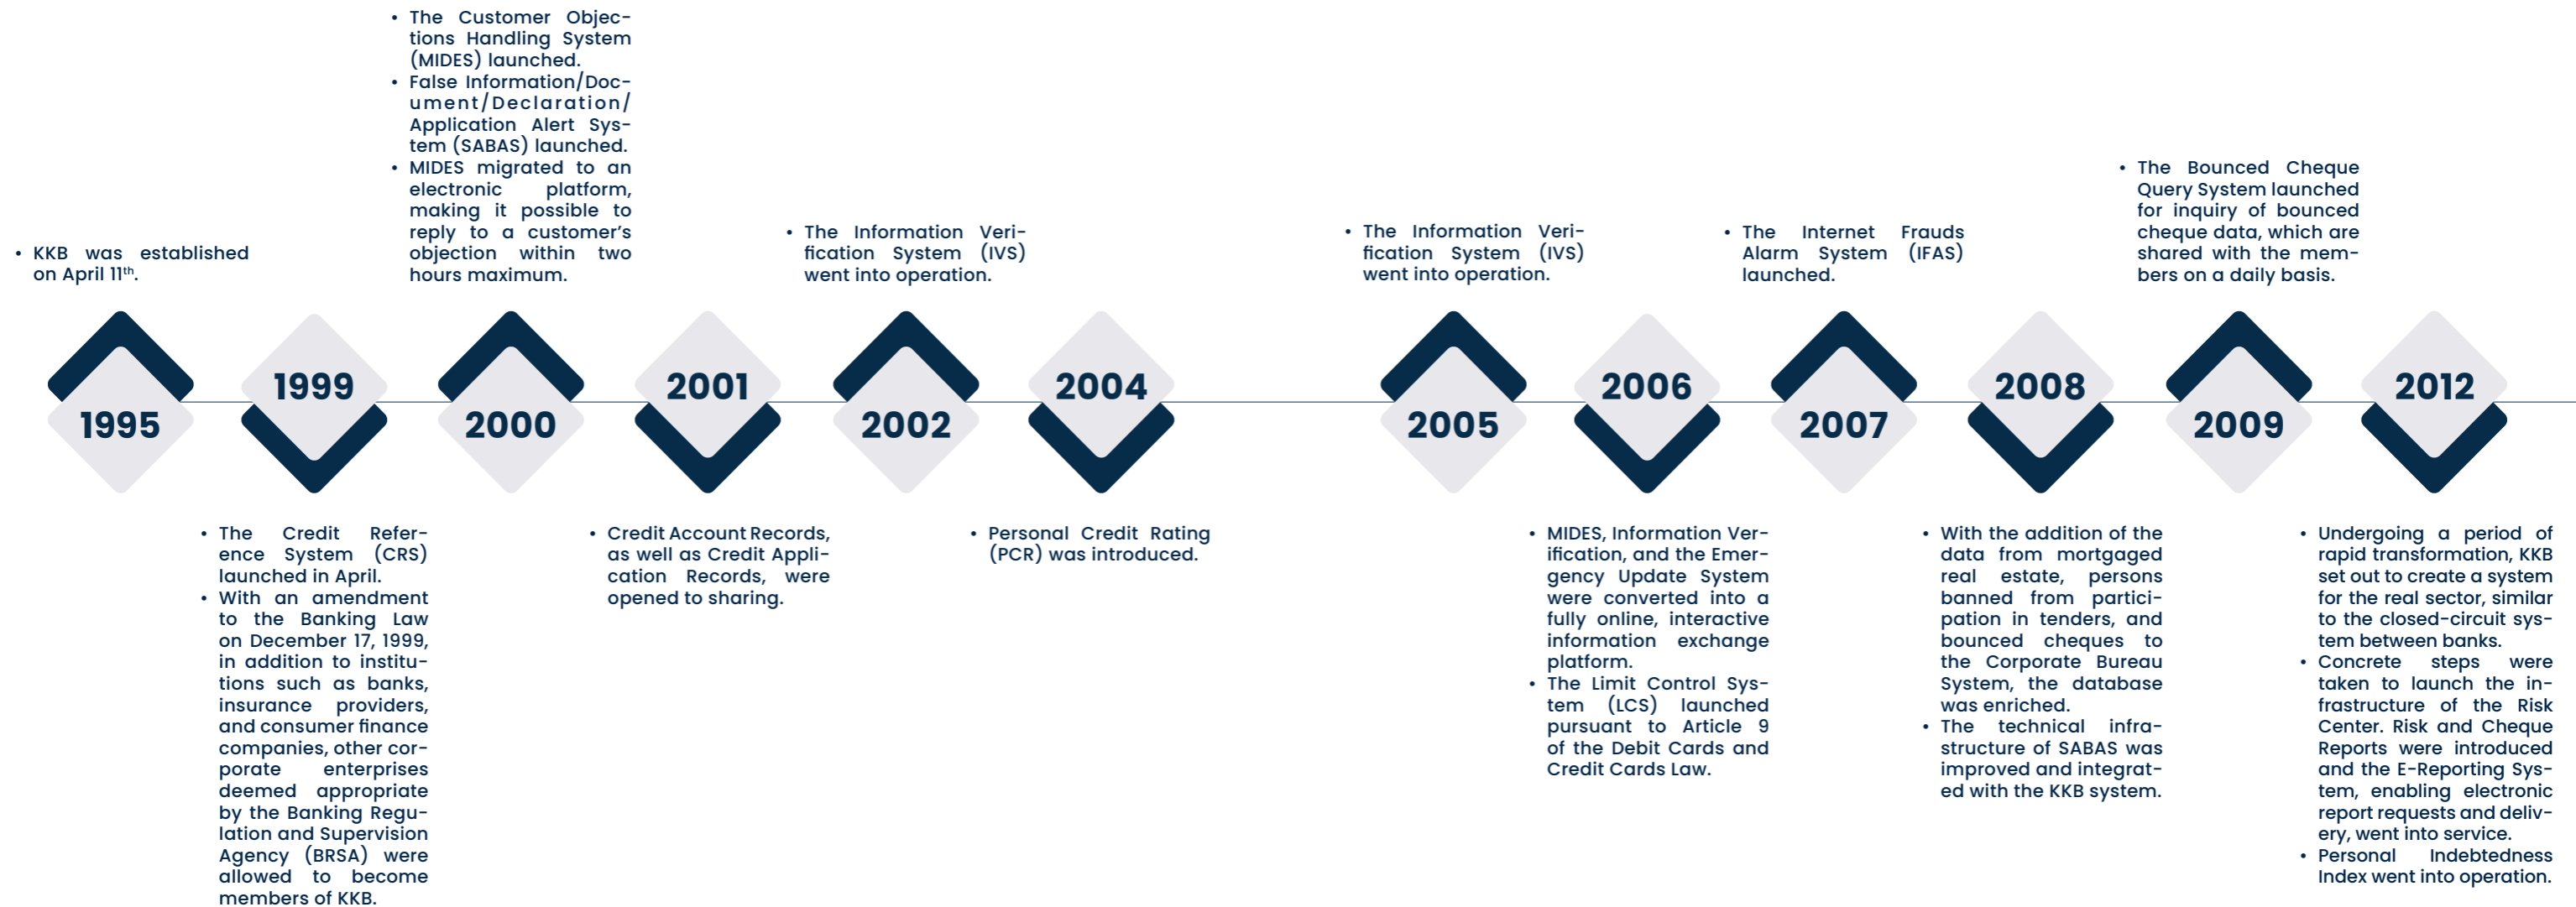 • KKB was established
on April 11th.
1995
1999
• The Credit Refer-
ence System (CRS)
launched in April.
• With an amendment
to the Banking Law
on December 17, 1999,
in addition to institu-
tions such as banks,
insurance providers,
and consumer finance
companies, other cor-
porate enterprises
deemed appropriate
by the Banking Regu-
lation and Supervision
Agency (BRSA) were
allowed to become
members of KKB.
• The Customer Objec-
tions Handling System
(MIDES) launched.
• False Information/Doc-
ument/Declaration/
Application Alert Sys-
tem (SABAS) launched.
• MIDES migrated to an
electronic platform,
making it possible to
reply to a customer’s
objection within two
hours maximum.
2000
2001
• Credit Account Records,
as well as Credit Appli-
cation Records, were
opened to sharing.
• The Information Veri-
fication System (IVS)
went into operation.
2002
2004
• Personal Credit Rating
(PCR) was introduced.
• The Information Veri-
fication System (IVS)
went into operation.
2005
2006
• MIDES, Information Ver-
ification, and the Emer-
gency Update System
were converted into a
fully online, interactive
information exchange
platform.
• The Limit Control Sys-
tem (LCS) launched
pursuant to Article 9
of the Debit Cards and
Credit Cards Law.
• The Internet Frauds
Alarm System (IFAS)
launched.
2007
2008
• With the addition of the
data from mortgaged
real estate, persons
banned from partici-
pation in tenders, and
bounced cheques to
the Corporate Bureau
System, the database
was enriched.
• The technical infra-
structure of SABAS was
improved and integrat-
ed with the KKB system.
• The Bounced Cheque
Query System launched
for inquiry of bounced
cheque data, which are
shared with the mem-
bers on a daily basis.
2009
2012
• Undergoing a period of
rapid transformation, KKB
set out to create a system
for the real sector, similar
to the closed-circuit sys-
tem between banks.
• Concrete steps were
taken to launch the in-
frastructure of the Risk
Center. Risk and Cheque
Reports were introduced
and the E-Reporting Sys-
tem, enabling electronic
report requests and deliv-
ery, went into service.
• Personal Indebtedness
Index went into operation.